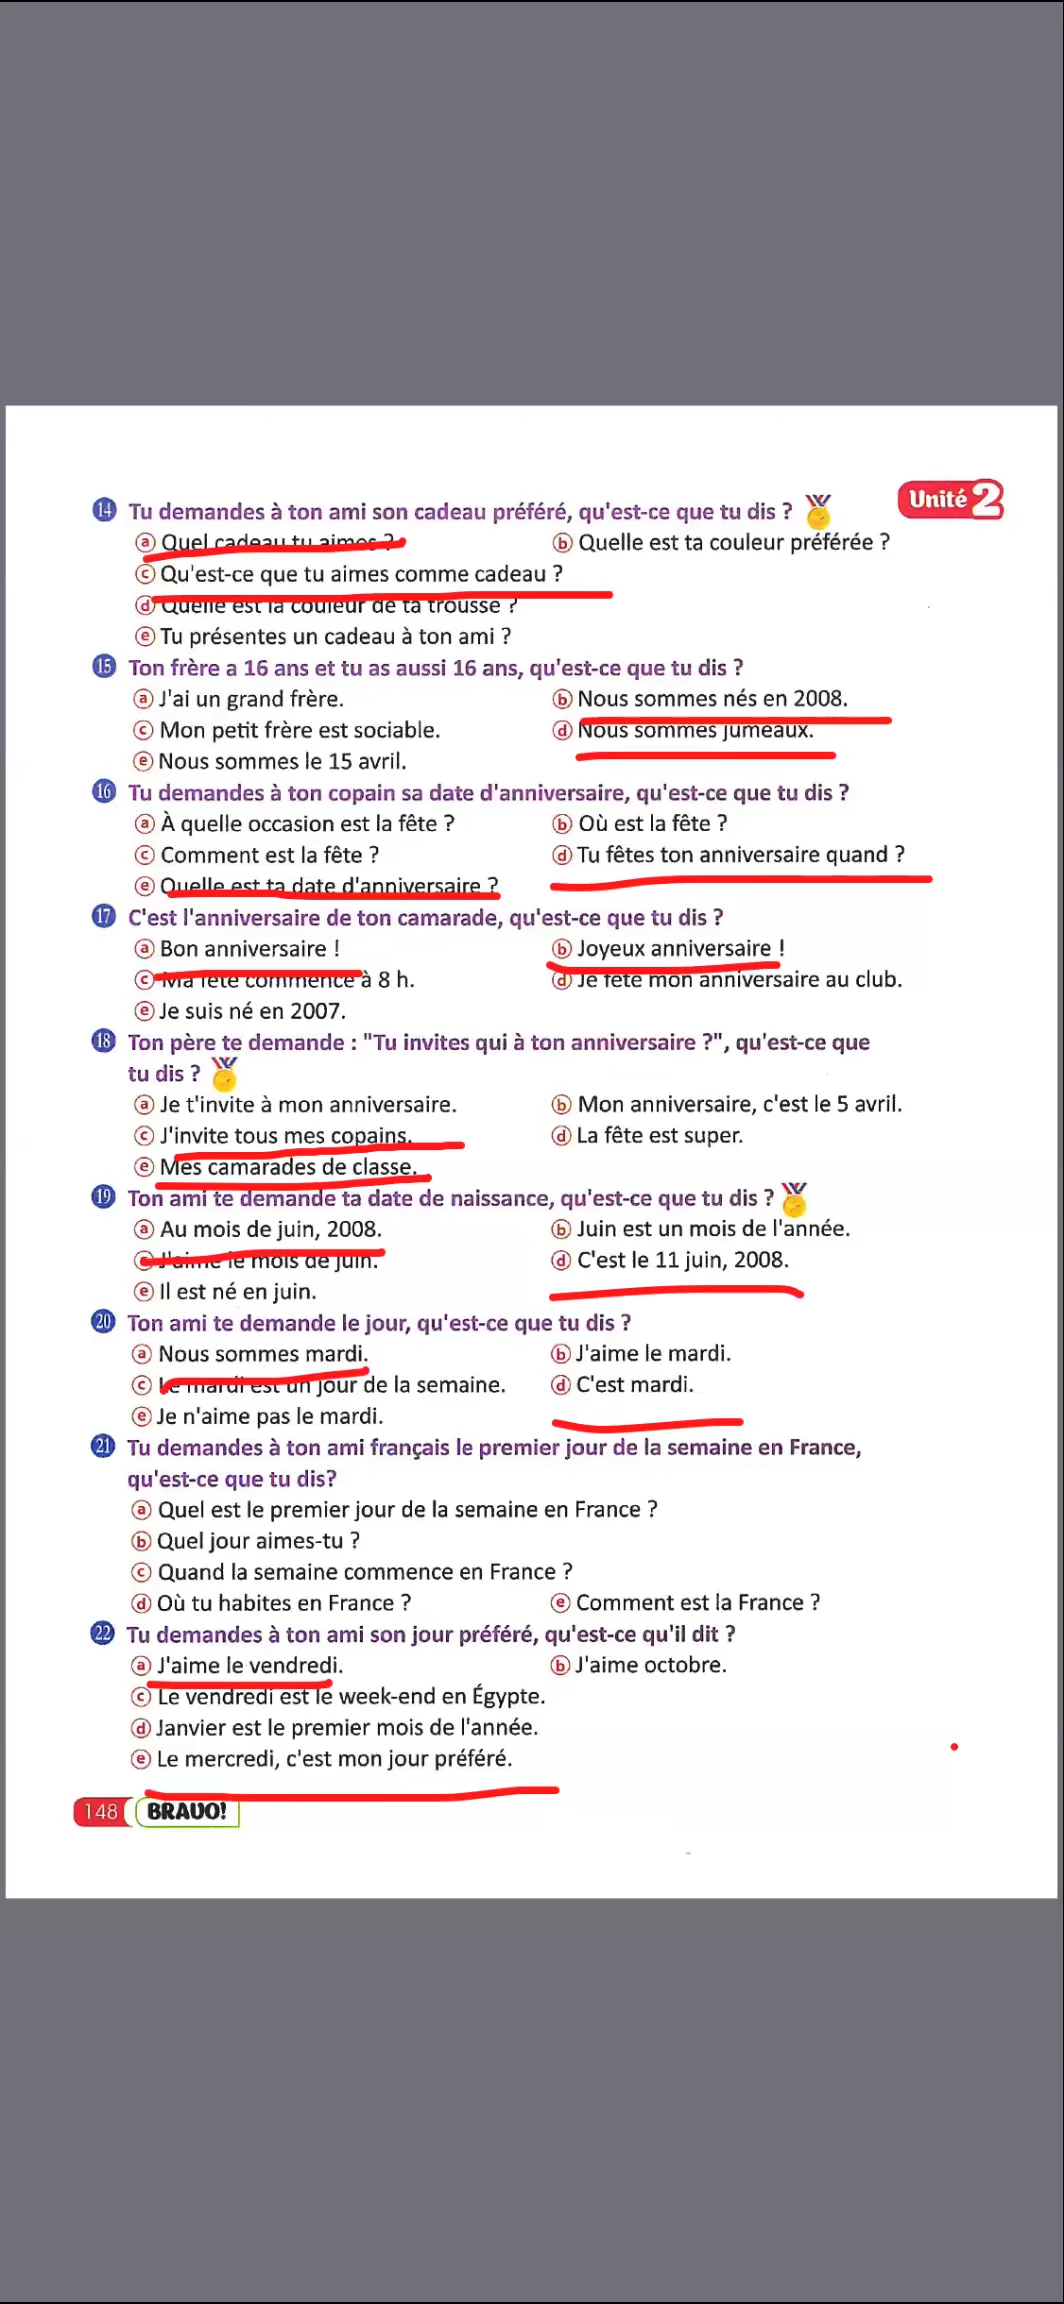 Unité 2
14 Tu demandes à ton ami son cadeau préféré, qu'est-ce que tu dis ?
a Quel cadeau tu aimes ? b Quelle est ta couleur préférée ?
c Qu'est-ce que tu aimes comme cadeau ?
d Quelle est la couleur de ta trousse ?
e Tu présentes un cadeau à ton ami ?
15 Ton frère a 16 ans et tu as aussi 16 ans, qu'est-ce que tu dis ?
a J'ai un grand frère. b Nous sommes nés en 2008.
c Mon petit frère est sociable. d Nous sommes jumeaux.
e Nous sommes le 15 avril.
16 Tu demandes à ton copain sa date d'anniversaire, qu'est-ce que tu dis ?
a À quelle occasion est la fête ? b Où est la fête ?
c Comment est la fête ? d Tu fêtes ton anniversaire quand ?
e Quelle est ta date d'anniversaire ?
17 C'est l'anniversaire de ton camarade, qu'est-ce que tu dis ?
a Bon anniversaire ! b Joyeux anniversaire !
c Ma fête commence à 8 h. d Je fête mon anniversaire au club.
e Je suis né en 2007.
18 Ton père te demande : "Tu invites qui à ton anniversaire ?", qu'est-ce que
tu dis ?
a Je t'invite à mon anniversaire. b Mon anniversaire, c'est le 5 avril.
c J'invite tous mes copains. d La fête est super.
e Mes camarades de classe.
19 Ton ami te demande ta date de naissance, qu'est-ce que tu dis ?
a Au mois de juin, 2008. b Juin est un mois de l'année.
c J'aime le mois de juin. d C'est le 11 juin, 2008.
e Il est né en juin.
20 Ton ami te demande le jour, qu'est-ce que tu dis ?
a Nous sommes mardi. b J'aime le mardi.
c Le mardi est un jour de la semaine. d C'est mardi.
e Je n'aime pas le mardi.
21 Tu demandes à ton ami français le premier jour de la semaine en France,
qu'est-ce que tu dis?
a Quel est le premier jour de la semaine en France ?
b Quel jour aimes-tu ?
c Quand la semaine commence en France ?
d Où tu habites en France ? e Comment est la France ?
22 Tu demandes à ton ami son jour préféré, qu'est-ce qu'il dit ?
a J'aime le vendredi. b J'aime octobre.
c Le vendredi est le week-end en Égypte.
d Janvier est le premier mois de l'année.
e Le mercredi, c'est mon jour préféré.
148 BRAVO!